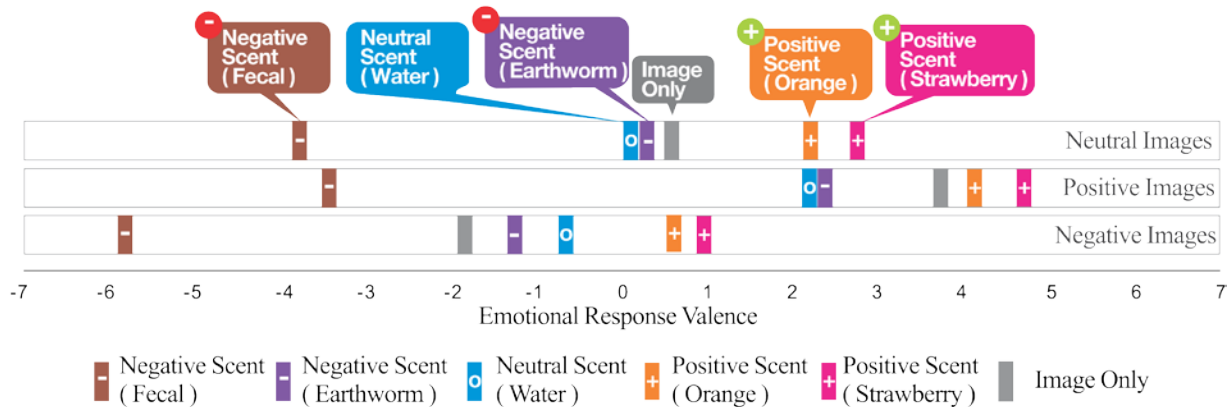 Negative
Scent
( Fecal )
Neutral
Scent
( Water )
Negative
Scent
( Earthworm )
Image
Only
Positive
Scent
( Orange )
Positive
Scent
( Strawberry )
Neutral Images
Positive Images
Negative Images
-7 -6 -5 -4 -3 -2 -1 0 1 2 3 4 5 6 7
Emotional Response Valence
Negative Scent
( Fecal )
Negative Scent
( Earthworm )
Neutral Scent
( Water )
Positive Scent
( Orange )
Positive Scent
( Strawberry )
Image Only